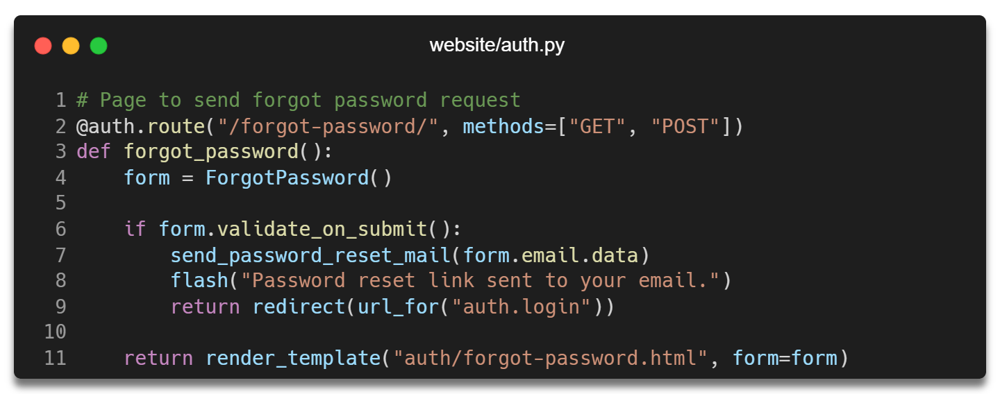 website/auth.py
1 # Page to send forgot password request
2 @auth.route("/forgot-password/", methods=["GET", "POST"])
3 def forgot_password():
4     form = ForgotPassword()
5
6     if form.validate_on_submit():
7         send_password_reset_mail(form.email.data)
8         flash("Password reset link sent to your email.")
9         return redirect(url_for("auth.login"))
10
11     return render_template("auth/forgot-password.html", form=form)